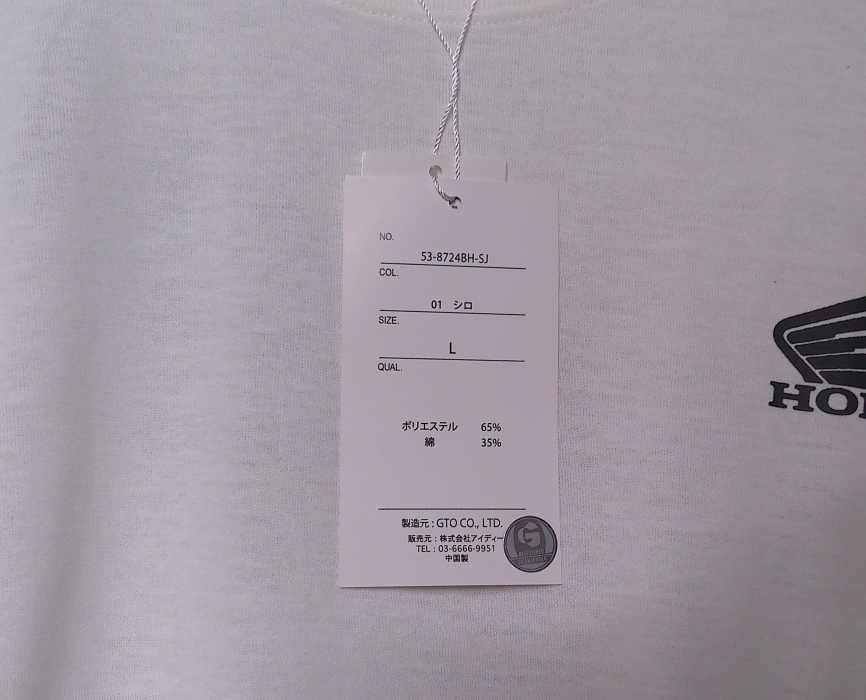 NO.
53-8724BH-SJ
COL.
01 シロ
SIZE.
L
QUAL.
ポリエステル 65%
綿 35%
製造元 : GTO CO., LTD.
販売元 : 株式会社アイディー
TEL : 03-6666-9951
中国製
G